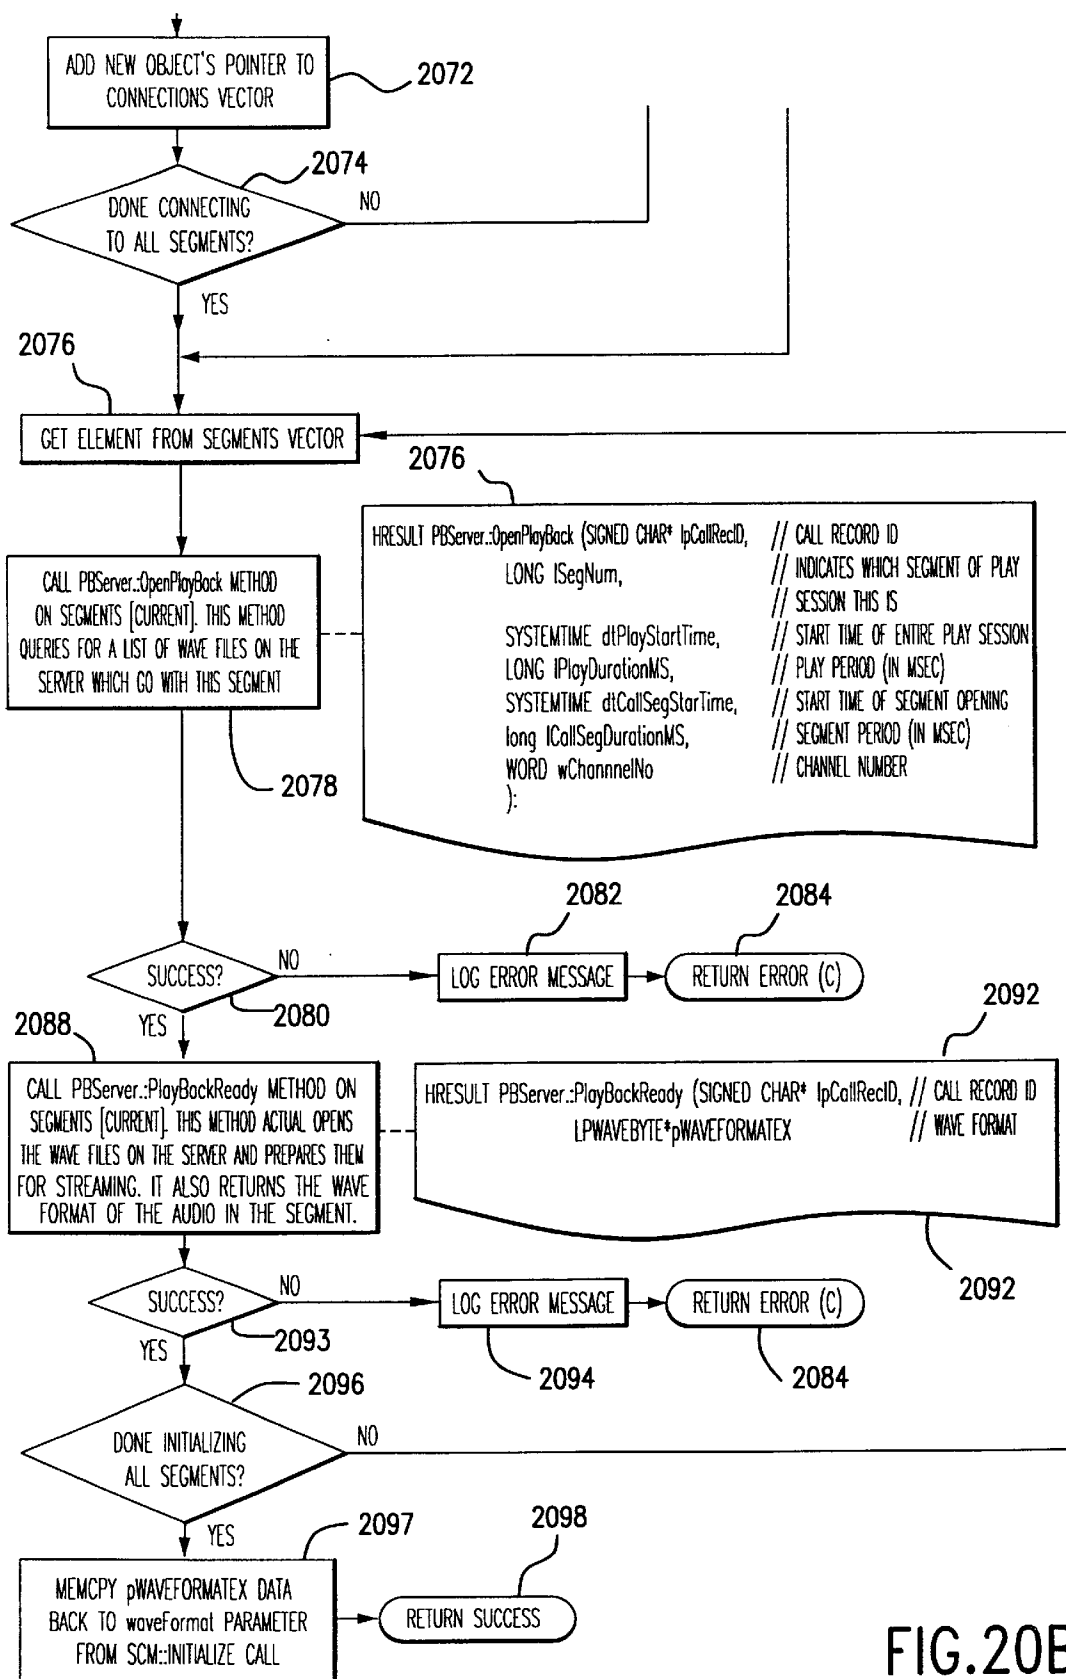 ADD NEW OBJECT'S POINTER TO
CONNECTIONS VECTOR
2072
2074
DONE CONNECTING
TO ALL SEGMENTS?
NO
YES
2076
GET ELEMENT FROM SEGMENTS VECTOR
2076
HRESULT PBServer::OpenPlayBack (SIGNED CHAR* lpCallRecID, // CALL RECORD ID
LONG lSegNum, // INDICATES WHICH SEGMENT OF PLAY
// SESSION THIS IS
SYSTEMTIME dtPlayStartTime, // START TIME OF ENTIRE PLAY SESSION
LONG lPlayDurationMS, // PLAY PERIOD (IN MSEC)
SYSTEMTIME dtCallSegStarTime, // START TIME OF SEGMENT OPENING
long lCallSegDurationMS, // SEGMENT PERIOD (IN MSEC)
WORD wChannnelNo // CHANNEL NUMBER
):
CALL PBServer::OpenPlayBack METHOD
ON SEGMENTS [CURRENT]. THIS METHOD
QUERIES FOR A LIST OF WAVE FILES ON THE
SERVER WHICH GO WITH THIS SEGMENT
2078
SUCCESS?
NO
YES
2080
2082
LOG ERROR MESSAGE
2084
RETURN ERROR (C)
2088
CALL PBServer::PlayBackReady METHOD ON
SEGMENTS [CURRENT]. THIS METHOD ACTUAL OPENS
THE WAVE FILES ON THE SERVER AND PREPARES THEM
FOR STREAMING. IT ALSO RETURNS THE WAVE
FORMAT OF THE AUDIO IN THE SEGMENT.
2092
HRESULT PBServer::PlayBackReady (SIGNED CHAR* lpCallRecID, // CALL RECORD ID
LPWAVEBYTE*pWAVEFORMATEX // WAVE FORMAT
2092
SUCCESS?
NO
YES
2093
LOG ERROR MESSAGE
2094
RETURN ERROR (C)
2084
2096
DONE INITIALIZING
ALL SEGMENTS?
NO
YES
2097
MEMCPY pWAVEFORMATEX DATA
BACK TO waveFormat PARAMETER
FROM SCM::INITIALIZE CALL
2098
RETURN SUCCESS
FIG.20B